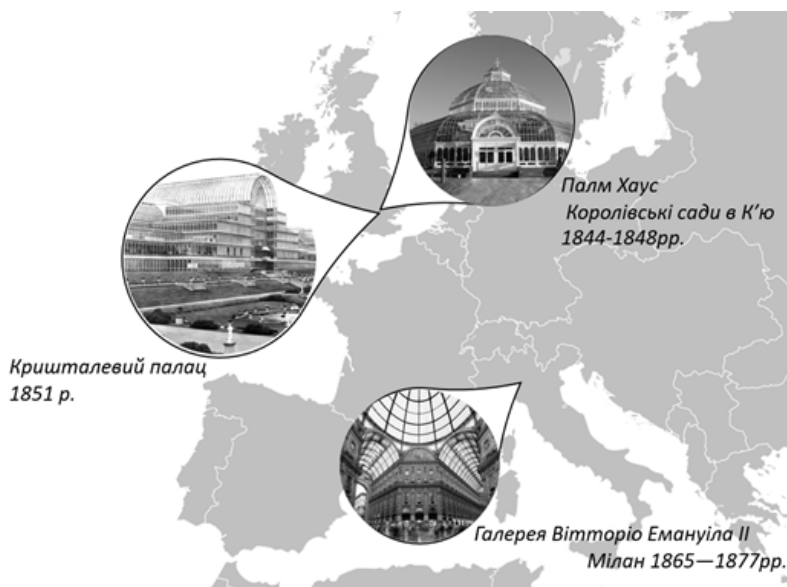 Палм Хаус
Королівські сади в К’ю
1844-1848рр.
Кришталевий палац
1851 р.
Галерея Вітторіо Емануіла II
Мілан 1865—1877рр.